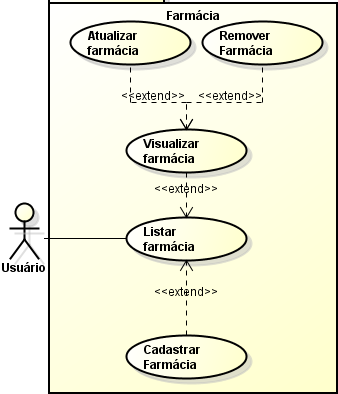 Farmácia
Atualizar
farmácia
Remover
Farmácia
<<extend>>
<<extend>>
Visualizar
farmácia
<<extend>>
Listar
farmácia
Usuário
<<extend>>
Cadastrar
Farmácia